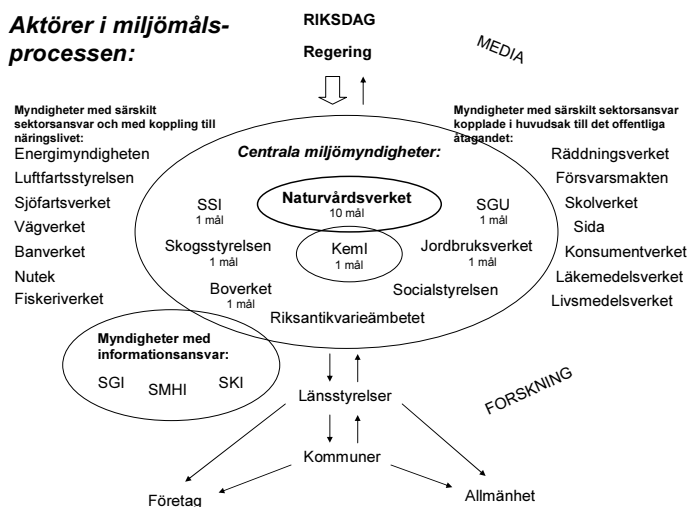 Aktörer i miljömåls-
processen:
RIKSDAG
Regering
MEDIA
Myndigheter med särskilt
sektorsansvar och med koppling till
näringslivet:
Energimyndigheten
Luftfartsstyrelsen
Sjöfartsverket
Vägverket
Banverket
Nutek
Fiskeriverket
Centrala miljömyndigheter:
Naturvårdsverket
10 mål
SSI
1 mål
SGU
1 mål
Skogsstyrelsen
1 mål
KemI
1 mål
Jordbruksverket
1 mål
Boverket
1 mål
Socialstyrelsen
Riksantikvarieämbetet
Myndigheter med särskilt sektorsansvar
kopplade i huvudsak till det offentliga
åtagandet:
Räddningsverket
Försvarsmakten
Skolverket
Sida
Konsumentverket
Läkemedelsverket
Livsmedelsverket
Myndigheter med
informationsansvar:
SGI
SMHI
SKI
Länsstyrelser
FORSKNING
Kommuner
Företag
Allmänhet